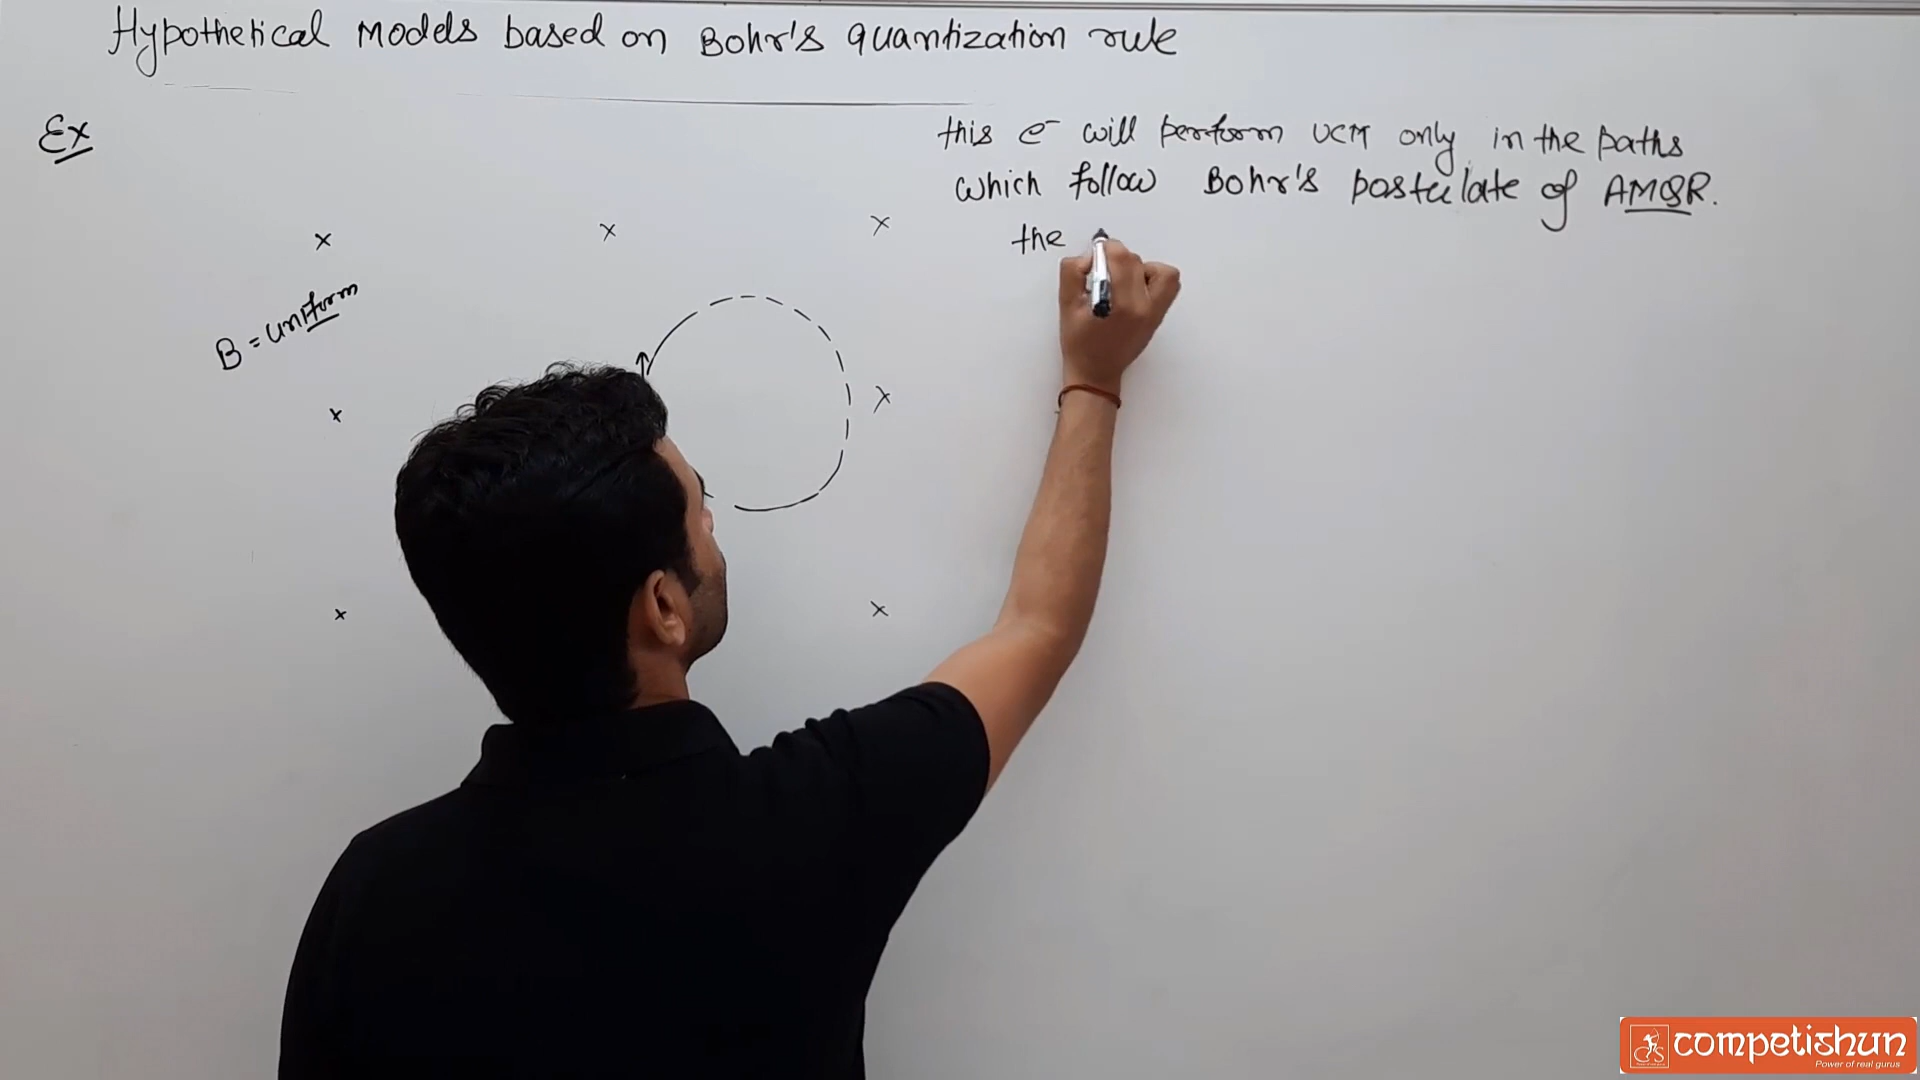 Hypothetical Models based on Bohr's quantization rule
Ex
this e⁻ will perform UCM only in the paths
which follow Bohr's postulate of AMQR.
the
x x x
B = uniform
x x
x x
competishun
Power of real gurus